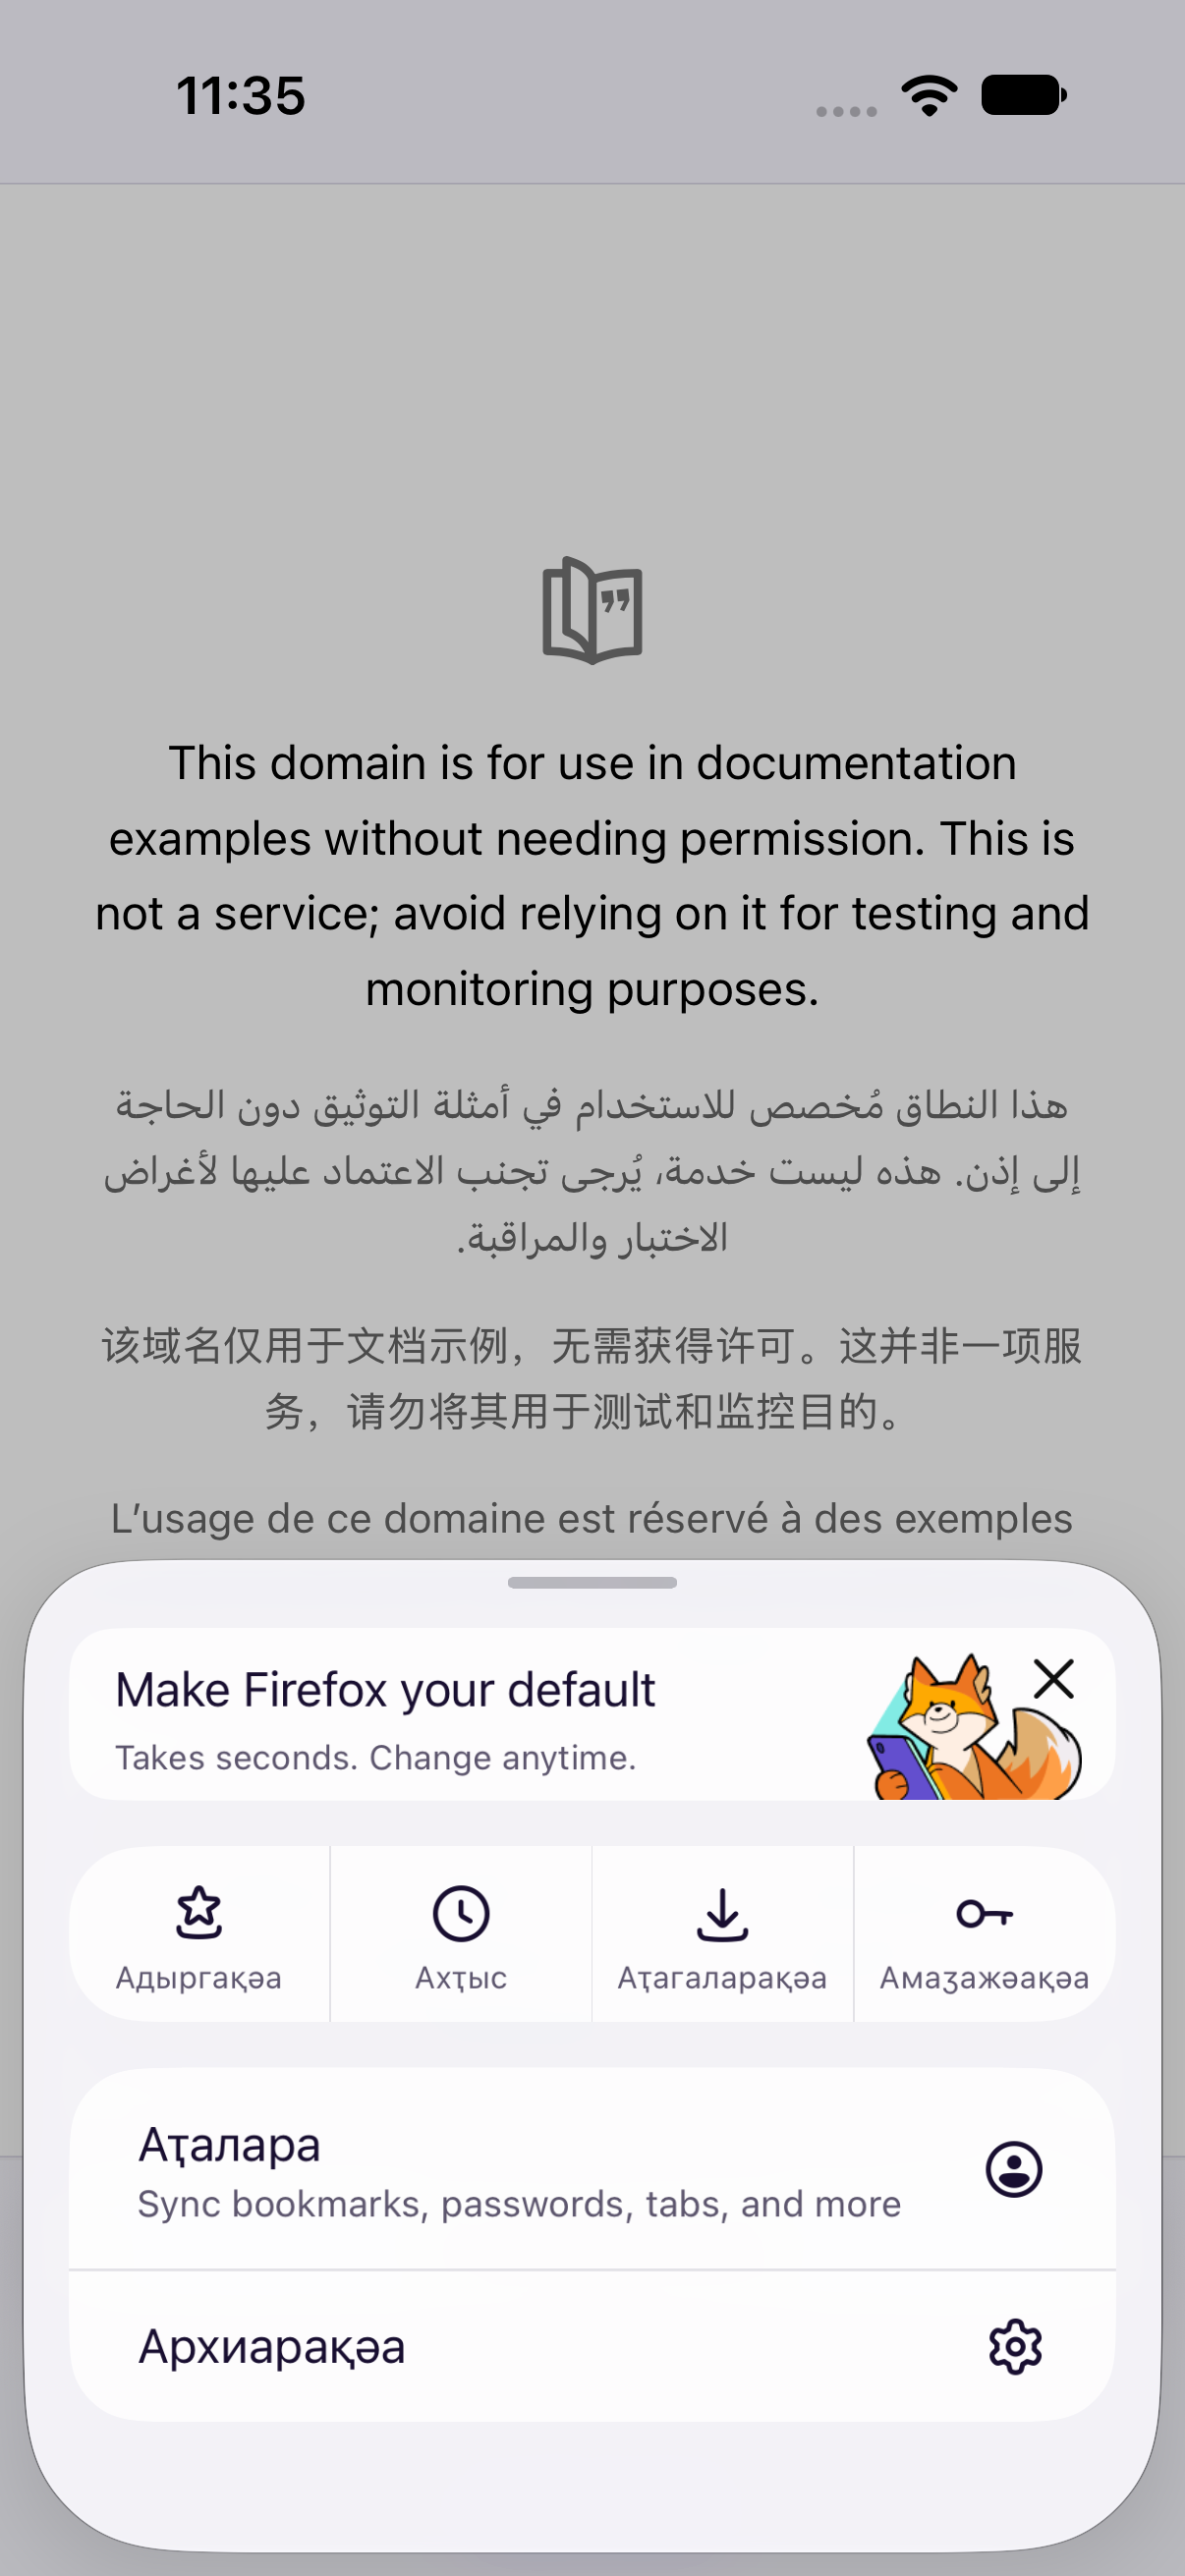 11:35
This domain is for use in documentation
examples without needing permission. This is
not a service; avoid relying on it for testing and
monitoring purposes.
هذا النطاق مُخصص للاستخدام في أمثلة التوثيق دون الحاجة
إلى إذن. هذه ليست خدمة، يُرجى تجنب الاعتماد عليها لأغراض
الاختبار والمراقبة.
该域名仅用于文档示例，无需获得许可。这并非一项服
务，请勿将其用于测试和监控目的。
L’usage de ce domaine est réservé à des exemples
Make Firefox your default
Takes seconds. Change anytime.
Адыргақәа
Ахҭыс
Аҭагаларақәа
Амаӡажәақәа
Аҭалара
Sync bookmarks, passwords, tabs, and more
Архиарақәа